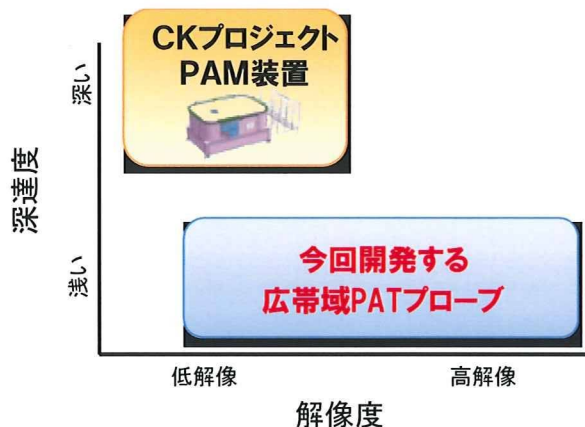 CKプロジェクト
PAM装置
深い
深達度
浅い
今回開発する
広帯域PATプローブ
低解像
高解像
解像度